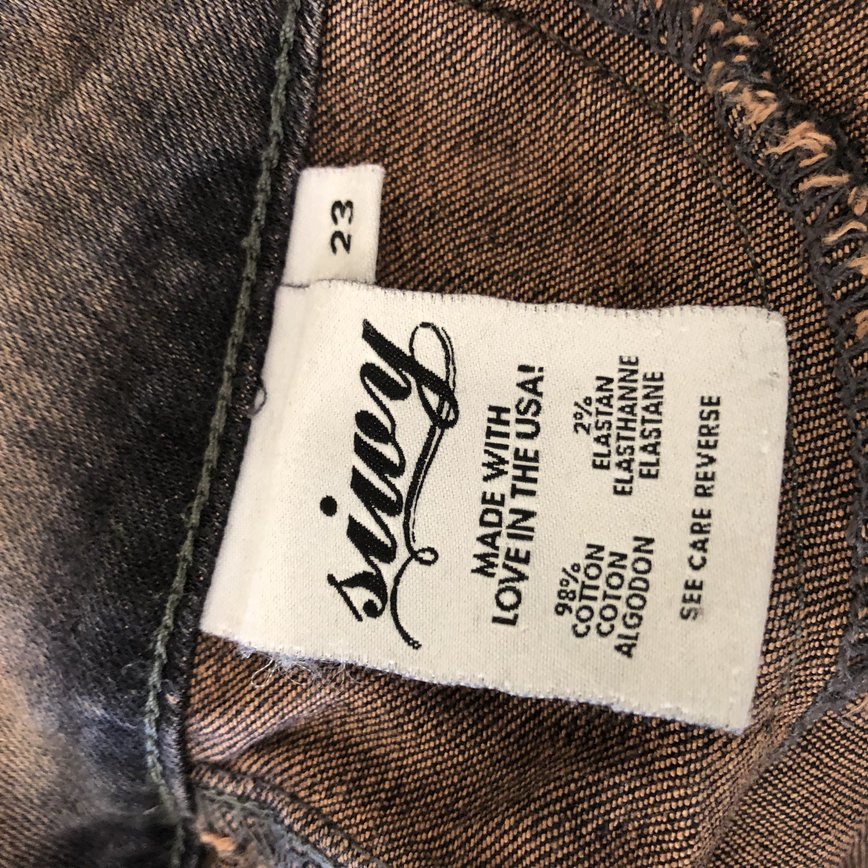 23
siwy
MADE WITH
LOVE IN THE USA!
98%
COTTON
COTON
ALGODON
2%
ELASTAN
ELASTHANNE
ELASTANE
SEE CARE REVERSE